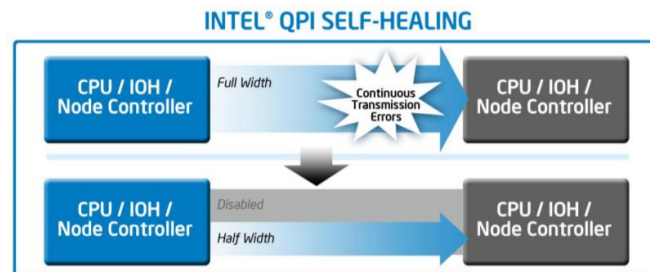 INTEL® QPI SELF-HEALING
CPU / IOH /
Node Controller
Full Width
Continuous
Transmission
Errors
CPU / IOH /
Node Controller
CPU / IOH /
Node Controller
Disabled
Half Width
CPU / IOH /
Node Controller